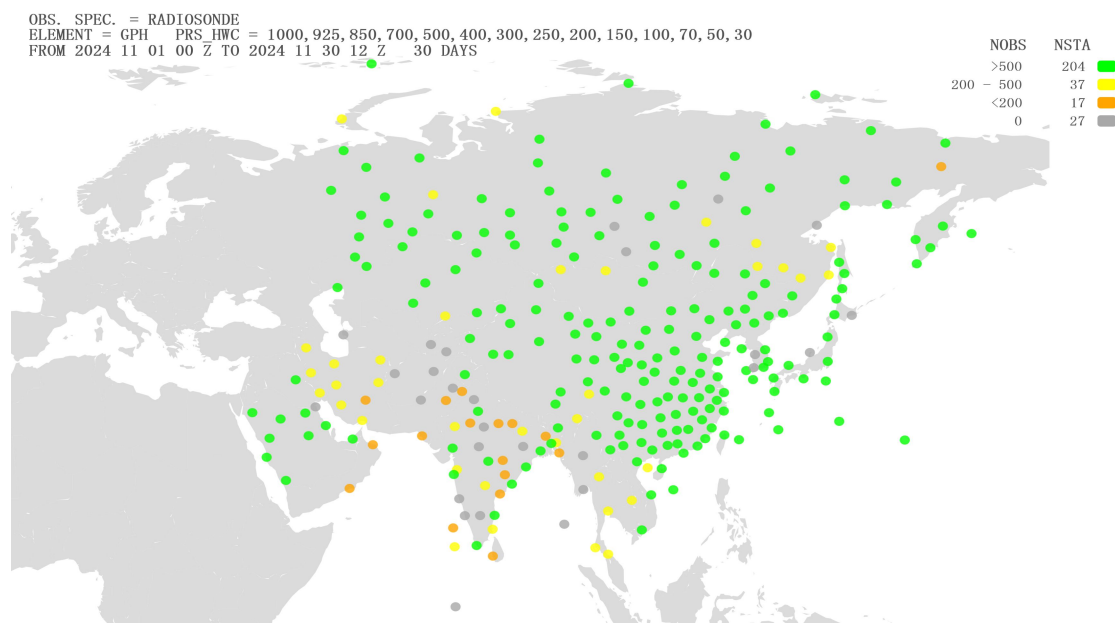 OBS. SPEC. = RADIOSONDE
ELEMENT = GPH PRS_HWC = 1000,925,850,700,500,400,300,250,200,150,100,70,50,30
FROM 2024 11 01 00 Z TO 2024 11 30 12 Z 30 DAYS
NOBS NSTA
>500 204
200 - 500 37
<200 17
0 27